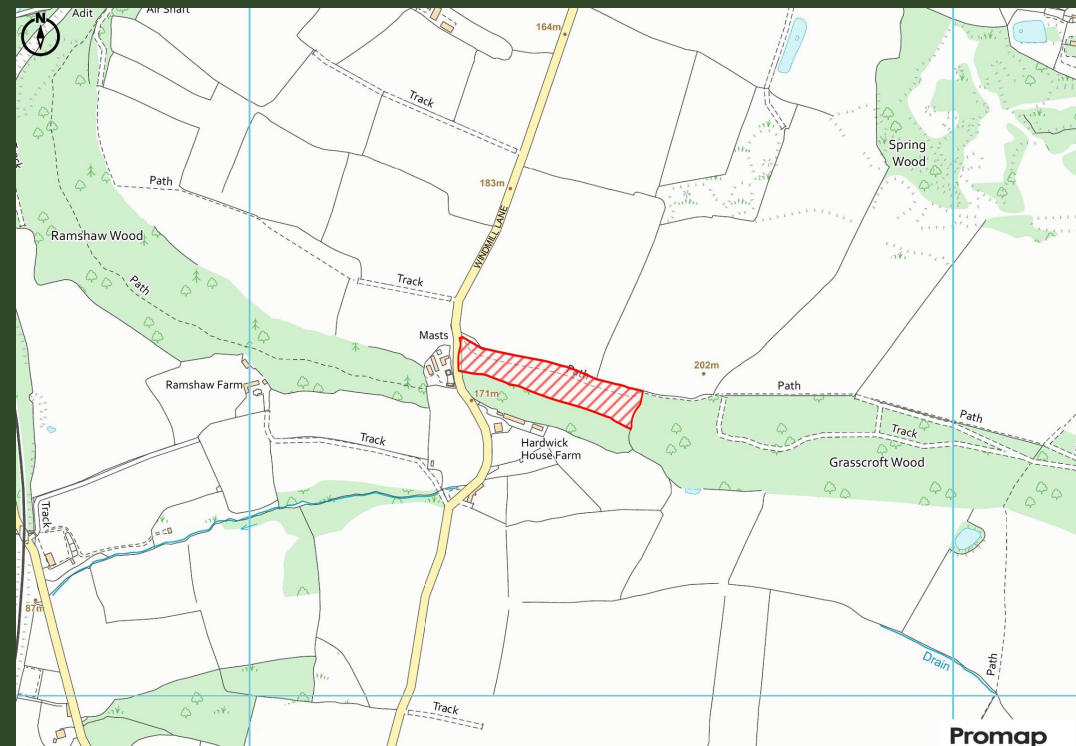 Adit
Air Shaft
N
164m
Track
Spring
Wood
183m
Path
WINDMILL LANE
Ramshaw Wood
Path
Track
Masts
Path
202m
Ramshaw Farm
171m
Path
Path
Track
Track
Hardwick
House Farm
Grasscroft Wood
Track
87m
Drain
Path
Track
Promap